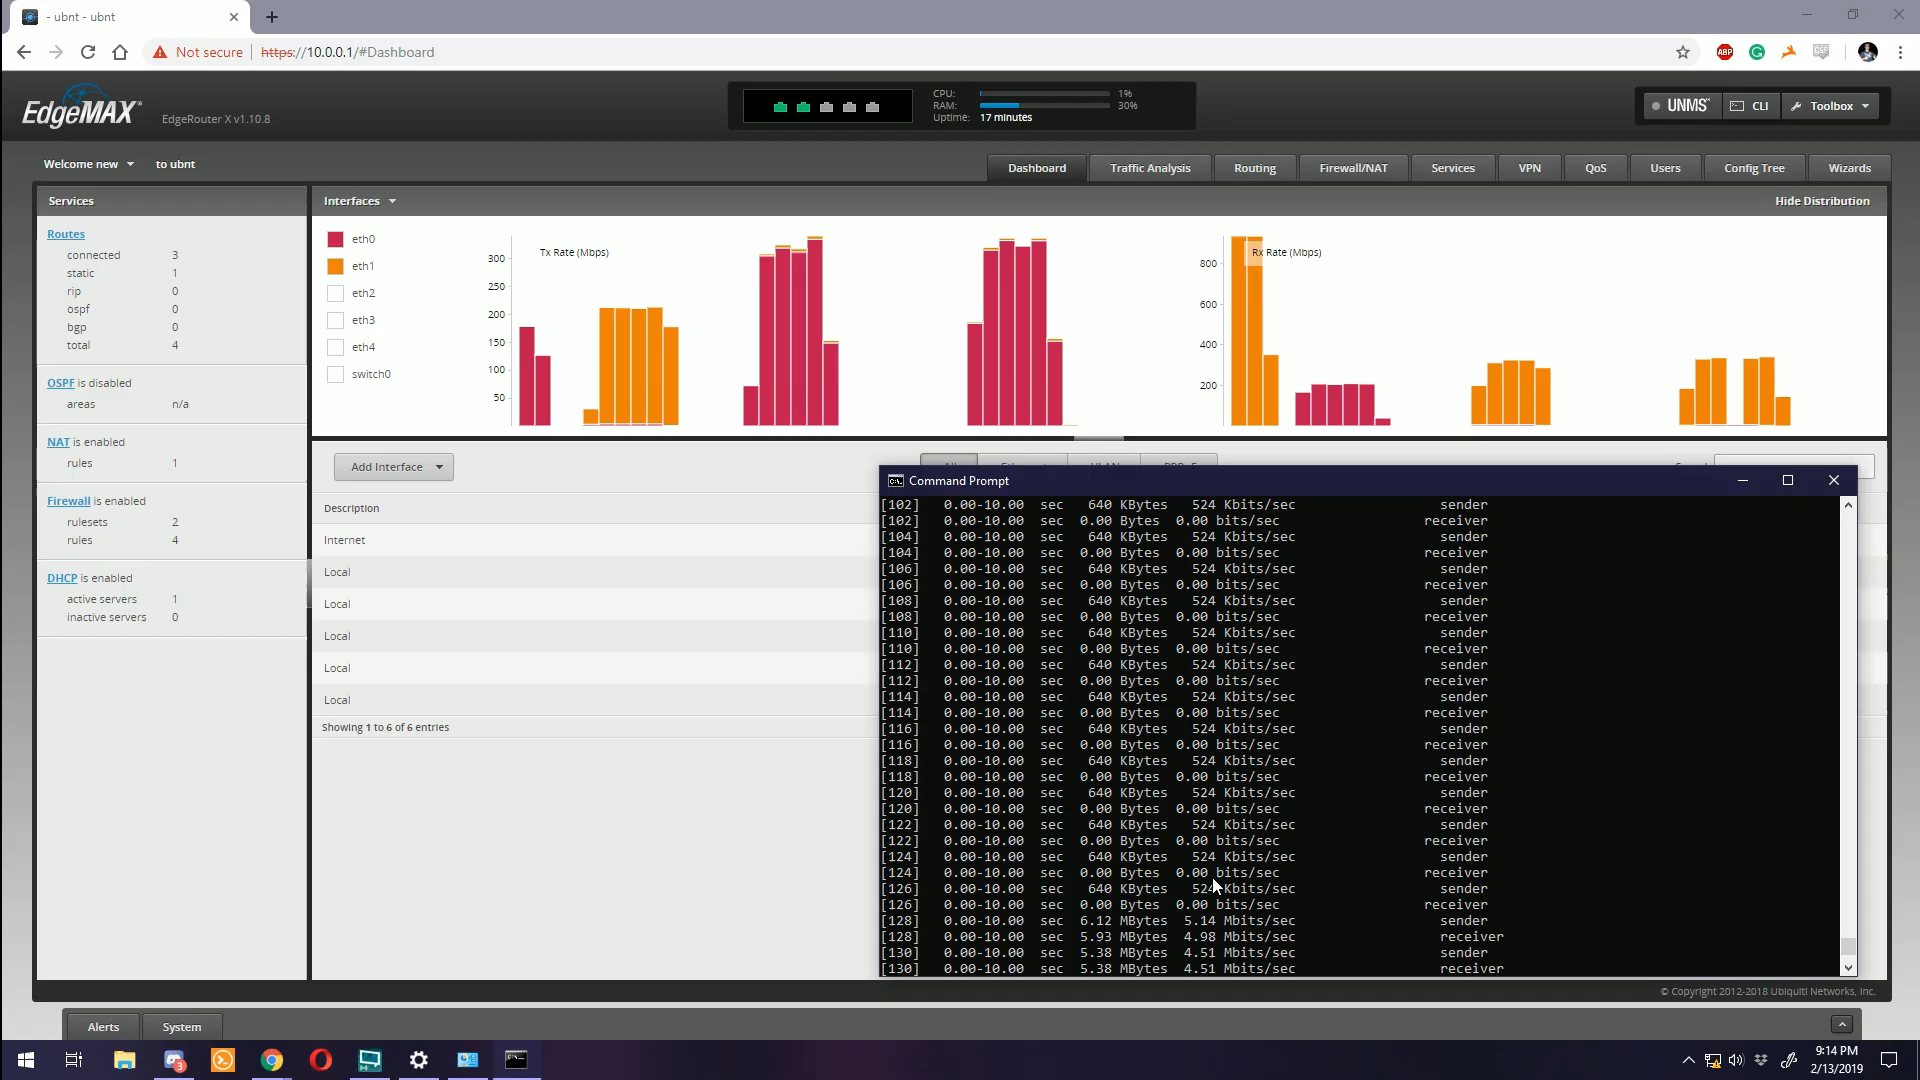 - ubnt - ubnt
Not secure
https://10.0.0.1/#Dashboard
ABP
EdgeMAX
EdgeRouter X v1.10.8
CPU: 1%
RAM: 30%
Uptime: 17 minutes
UNMS
CLI
Toolbox
Welcome new
to ubnt
Dashboard
Traffic Analysis
Routing
Firewall/NAT
Services
VPN
QoS
Users
Config Tree
Wizards
Services
Routes
connected 3
static 1
rip 0
ospf 0
bgp 0
total 4
OSPF is disabled
areas n/a
NAT is enabled
rules 1
Firewall is enabled
rulesets 2
rules 4
DHCP is enabled
active servers 1
inactive servers 0
Interfaces
Hide Distribution
eth0
eth1
eth2
eth3
eth4
switch0
Tx Rate (Mbps)
300
250
200
150
100
50
Rx Rate (Mbps)
800
600
400
200
Add Interface
Description
Internet
Local
Local
Local
Local
Local
Showing 1 to 6 of 6 entries
Command Prompt
[102] 0.00-10.00 sec 640 KBytes 524 Kbits/sec sender
[102] 0.00-10.00 sec 0.00 Bytes 0.00 bits/sec receiver
[104] 0.00-10.00 sec 640 KBytes 524 Kbits/sec sender
[104] 0.00-10.00 sec 0.00 Bytes 0.00 bits/sec receiver
[106] 0.00-10.00 sec 640 KBytes 524 Kbits/sec sender
[106] 0.00-10.00 sec 0.00 Bytes 0.00 bits/sec receiver
[108] 0.00-10.00 sec 640 KBytes 524 Kbits/sec sender
[108] 0.00-10.00 sec 0.00 Bytes 0.00 bits/sec receiver
[110] 0.00-10.00 sec 640 KBytes 524 Kbits/sec sender
[110] 0.00-10.00 sec 0.00 Bytes 0.00 bits/sec receiver
[112] 0.00-10.00 sec 640 KBytes 524 Kbits/sec sender
[112] 0.00-10.00 sec 0.00 Bytes 0.00 bits/sec receiver
[114] 0.00-10.00 sec 640 KBytes 524 Kbits/sec sender
[114] 0.00-10.00 sec 0.00 Bytes 0.00 bits/sec receiver
[116] 0.00-10.00 sec 640 KBytes 524 Kbits/sec sender
[116] 0.00-10.00 sec 0.00 Bytes 0.00 bits/sec receiver
[118] 0.00-10.00 sec 640 KBytes 524 Kbits/sec sender
[118] 0.00-10.00 sec 0.00 Bytes 0.00 bits/sec receiver
[120] 0.00-10.00 sec 640 KBytes 524 Kbits/sec sender
[120] 0.00-10.00 sec 0.00 Bytes 0.00 bits/sec receiver
[122] 0.00-10.00 sec 640 KBytes 524 Kbits/sec sender
[122] 0.00-10.00 sec 0.00 Bytes 0.00 bits/sec receiver
[124] 0.00-10.00 sec 640 KBytes 524 Kbits/sec sender
[124] 0.00-10.00 sec 0.00 Bytes 0.00 bits/sec receiver
[126] 0.00-10.00 sec 640 KBytes 524 Kbits/sec sender
[126] 0.00-10.00 sec 0.00 Bytes 0.00 bits/sec receiver
[128] 0.00-10.00 sec 6.12 MBytes 5.14 Mbits/sec sender
[128] 0.00-10.00 sec 5.93 MBytes 4.98 Mbits/sec receiver
[130] 0.00-10.00 sec 5.38 MBytes 4.51 Mbits/sec sender
[130] 0.00-10.00 sec 5.38 MBytes 4.51 Mbits/sec receiver
© Copyright 2012-2018 Ubiquiti Networks, Inc.
Alerts
System
3
9:14 PM
2/13/2019